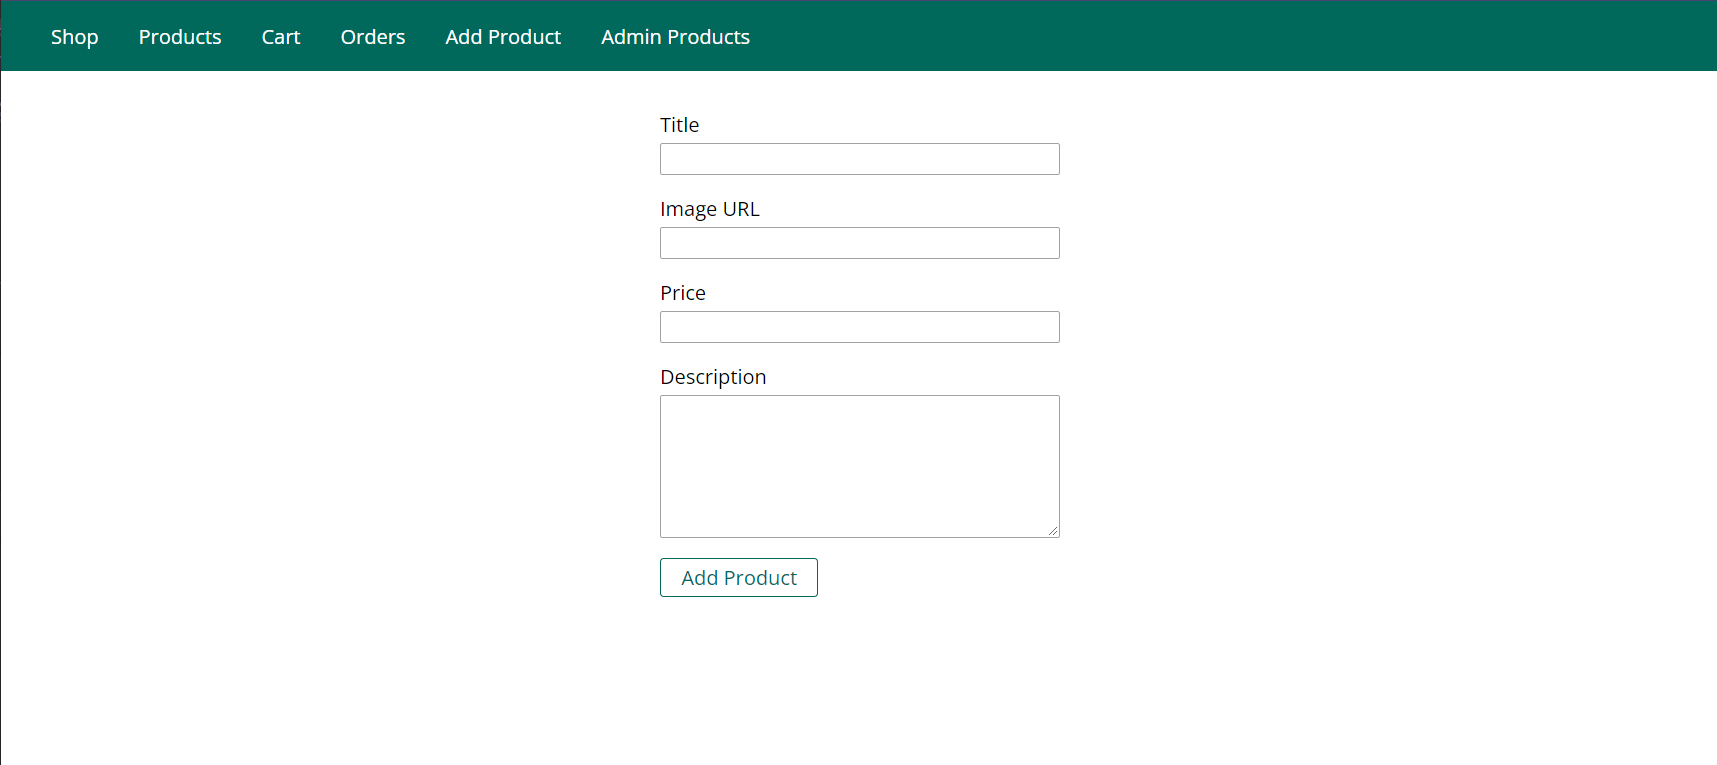 Shop Products Cart Orders Add Product Admin Products
Title
Image URL
Price
Description
Add Product